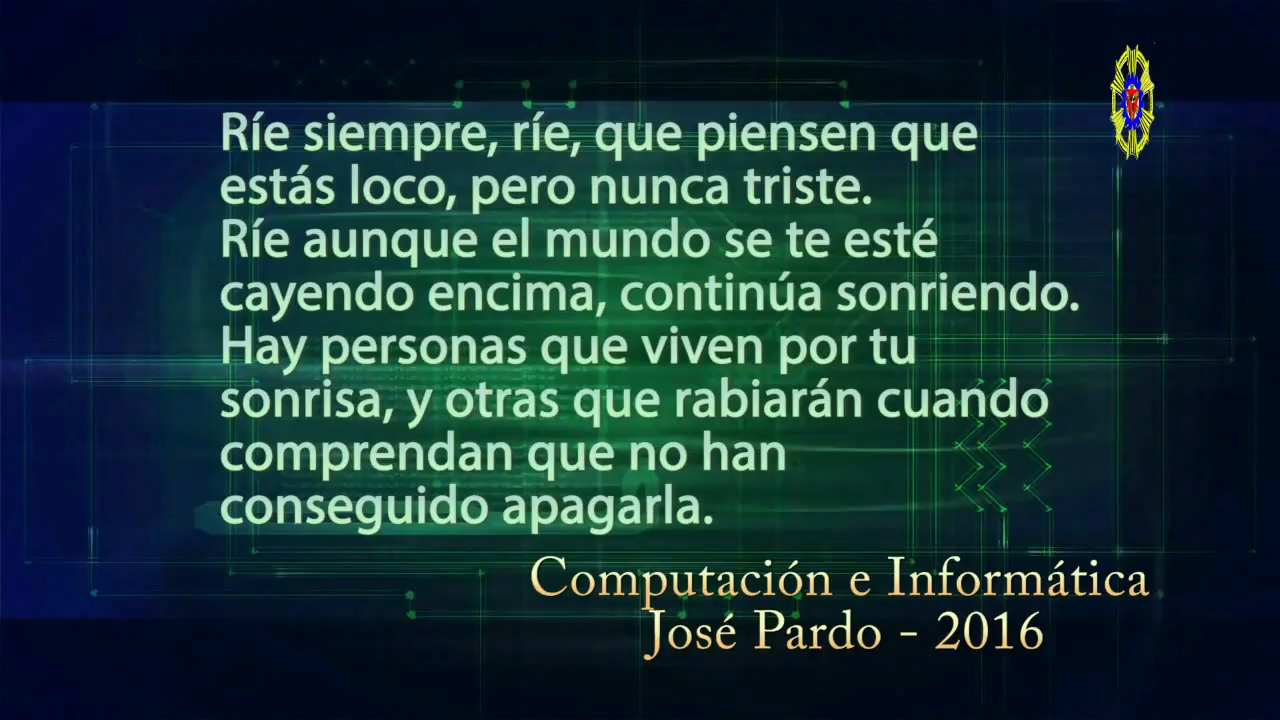 Ríe siempre, ríe, que piensen que
estás loco, pero nunca triste.
Ríe aunque el mundo se te esté
cayendo encima, continúa sonriendo.
Hay personas que viven por tu
sonrisa, y otras que rabiarán cuando
comprendan que no han
conseguido apagarla.
Computación e Informática
José Pardo - 2016